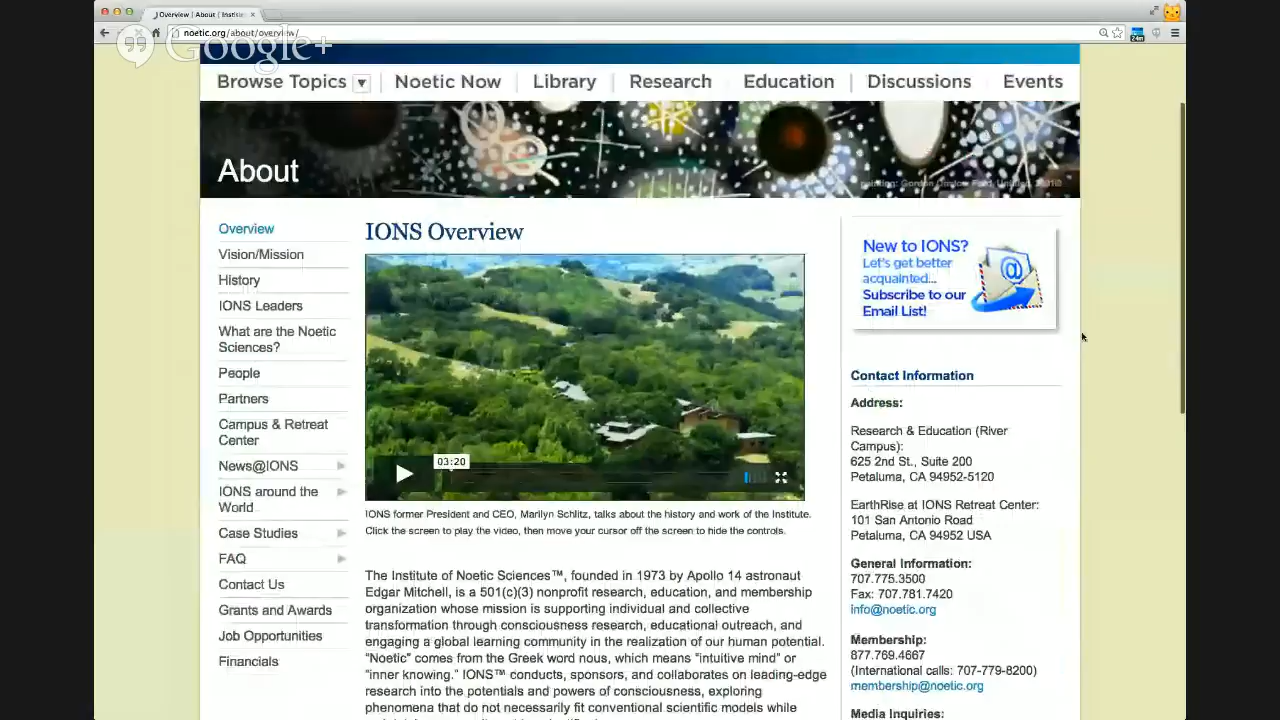 Overview | About | Institu
noetic.org/about/overview/
Google+
24m
Browse Topics
Noetic Now
Library
Research
Education
Discussions
Events
About
painting: Gordon Onslow Ford, Untitled,
Overview
Vision/Mission
History
IONS Leaders
What are the Noetic
Sciences?
People
Partners
Campus & Retreat
Center
News@IONS
IONS around the
World
Case Studies
FAQ
Contact Us
Grants and Awards
Job Opportunities
Financials
IONS Overview
03:20
IONS former President and CEO, Marilyn Schlitz, talks about the history and work of the Institute.
Click the screen to play the video, then move your cursor off the screen to hide the controls.
The Institute of Noetic Sciences™, founded in 1973 by Apollo 14 astronaut
Edgar Mitchell, is a 501(c)(3) nonprofit research, education, and membership
organization whose mission is supporting individual and collective
transformation through consciousness research, educational outreach, and
engaging a global learning community in the realization of our human potential.
“Noetic” comes from the Greek word nous, which means “intuitive mind” or
“inner knowing.” IONS™ conducts, sponsors, and collaborates on leading-edge
research into the potentials and powers of consciousness, exploring
phenomena that do not necessarily fit conventional scientific models while
New to IONS?
Let's get better
acquainted...
Subscribe to our
Email List!
@
Contact Information
Address:
Research & Education (River
Campus):
625 2nd St., Suite 200
Petaluma, CA 94952-5120
EarthRise at IONS Retreat Center:
101 San Antonio Road
Petaluma, CA 94952 USA
General Information:
707.775.3500
Fax: 707.781.7420
info@noetic.org
Membership:
877.769.4667
(International calls: 707-779-8200)
membership@noetic.org
Media Inquiries: